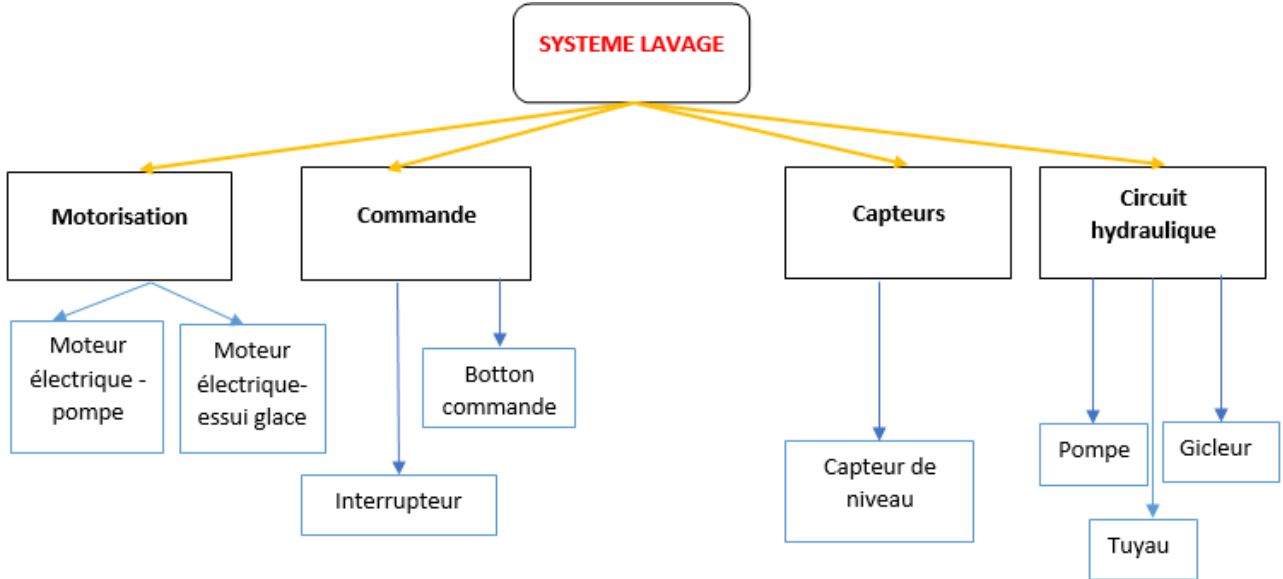 SYSTEME LAVAGE
Motorisation
Commande
Capteurs
Circuit
hydraulique
Moteur
électrique -
pompe
Moteur
électrique-
essui glace
Botton
commande
Interrupteur
Capteur de
niveau
Pompe
Gicleur
Tuyau